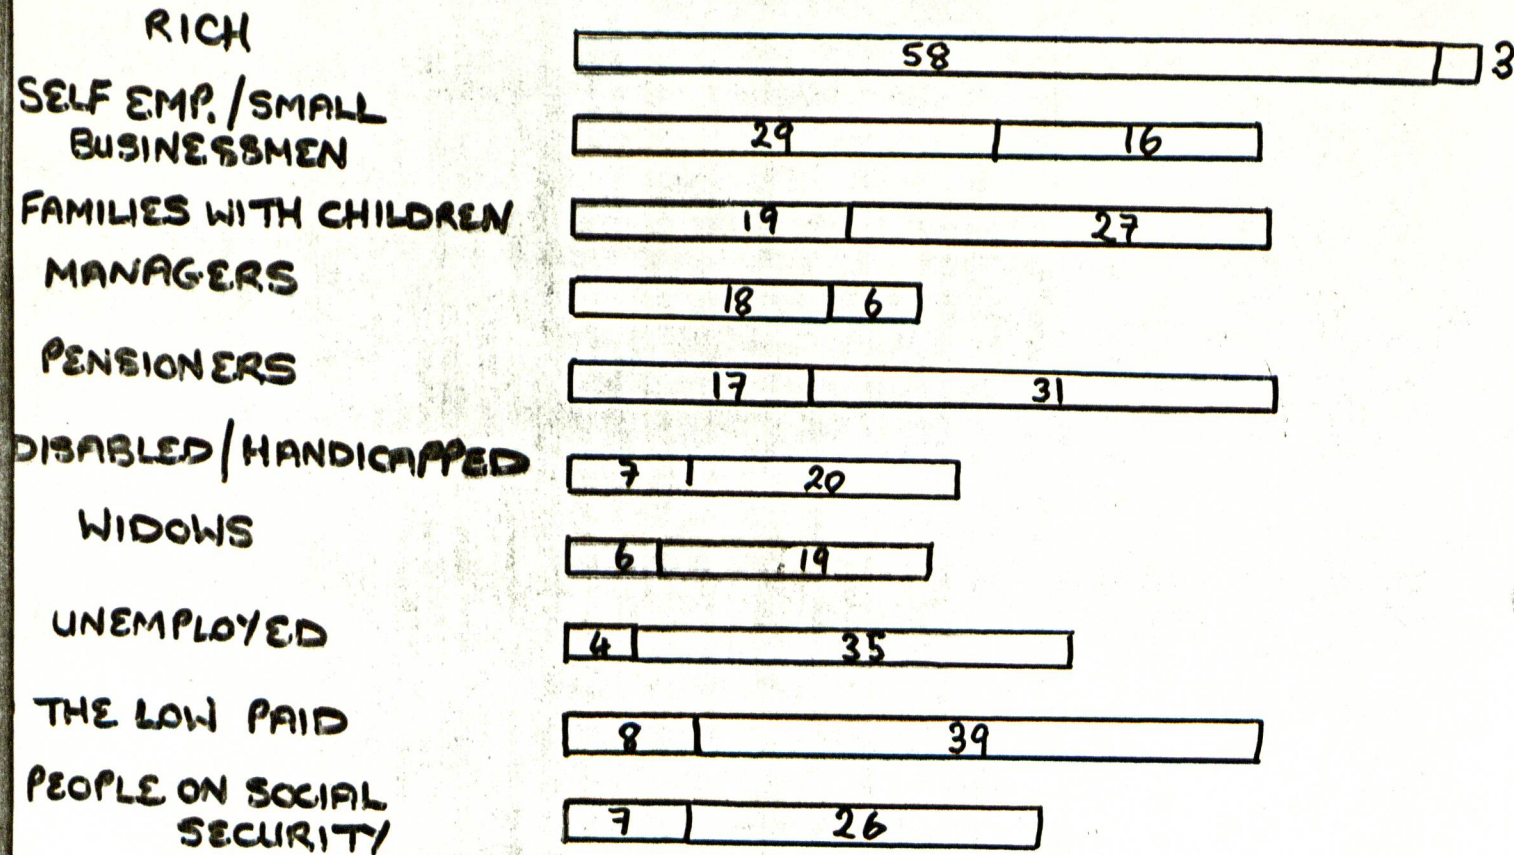 RICH
58 3
SELF EMP./SMALL
BUSINESSMEN
29 16
FAMILIES WITH CHILDREN
19 27
MANAGERS
18 6
PENSIONERS
17 31
DISABLED/HANDICAPPED
7 20
WIDOWS
6 19
UNEMPLOYED
4 35
THE LOW PAID
8 39
PEOPLE ON SOCIAL
SECURITY
7 26